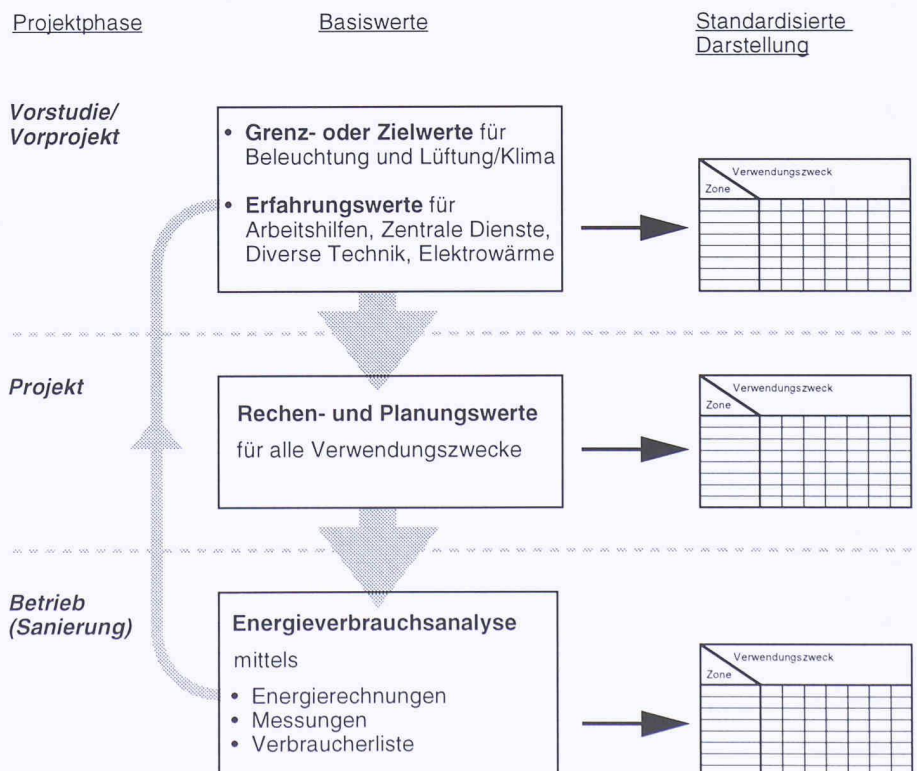 Projektphase
Basiswerte
Standardisierte
Darstellung
Vorstudie/
Vorprojekt
• Grenz- oder Zielwerte für
Beleuchtung und Lüftung/Klima
• Erfahrungswerte für
Arbeitshilfen, Zentrale Dienste,
Diverse Technik, Elektrowärme
Verwendungszweck
Zone
Projekt
Rechen- und Planungswerte
für alle Verwendungszwecke
Verwendungszweck
Zone
Betrieb
(Sanierung)
Energieverbrauchsanalyse
mittels
• Energierechnungen
• Messungen
• Verbraucherliste
Verwendungszweck
Zone